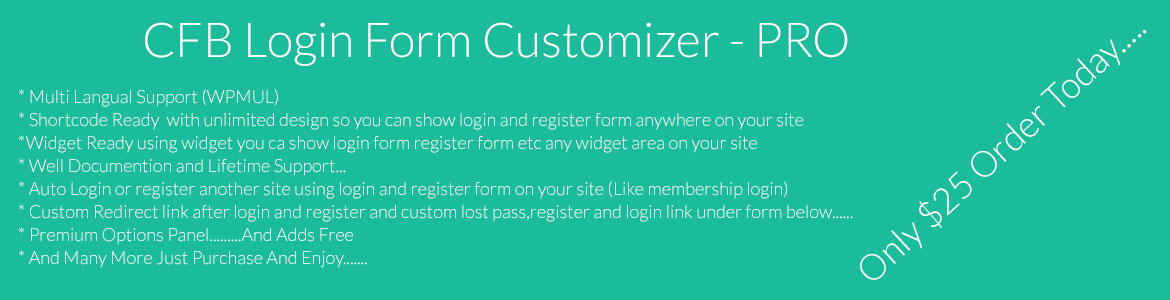 CFB Login Form Customizer - PRO
* Multi Langual Support (WPMUL)
* Shortcode Ready  with unlimited design so you can show login and register form anywhere on your site
*Widget Ready using widget you ca show login form register form etc any widget area on your site
* Well Documention and Lifetime Support...
* Auto Login or register another site using login and register form on your site (Like membership login)
* Custom Redirect link after login and register and custom lost pass,register and login link under form below......
* Premium Options Panel.........And Adds Free
* And Many More Just Purchase And Enjoy.......
Only $25 Order Today.....